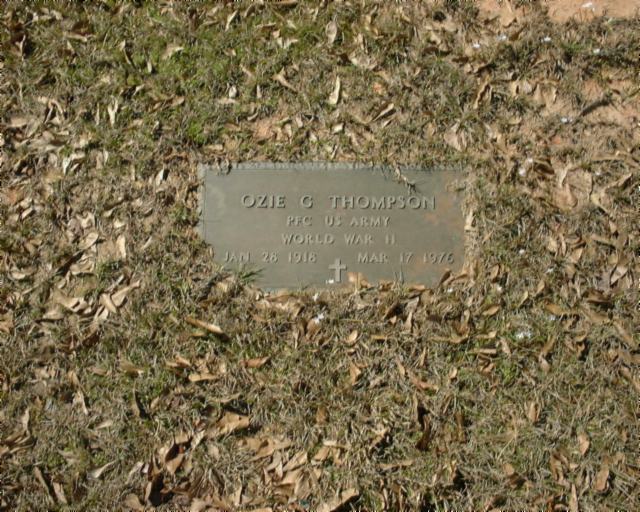 OZIE G THOMPSON
PFC US ARMY
WORLD WAR II
JAN 28 1918 MAR 17 1976